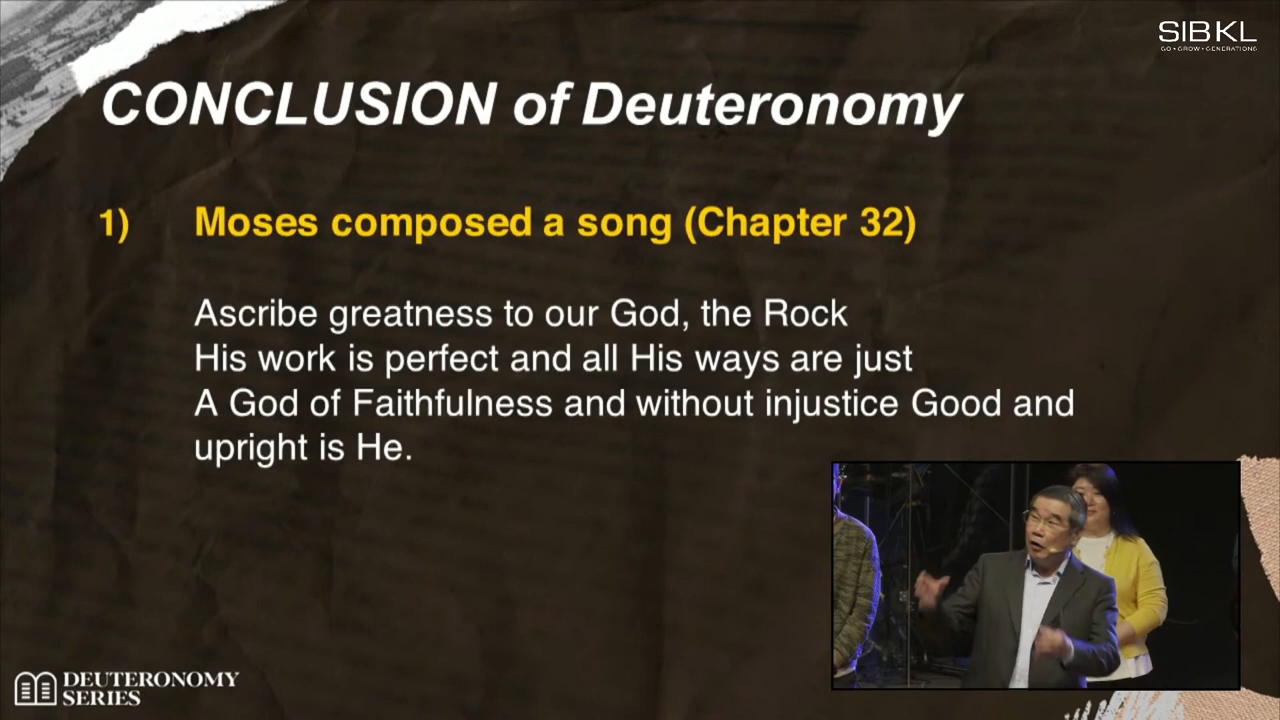 SIBKL
GO • GROW • GENERATIONS
CONCLUSION of Deuteronomy
1) Moses composed a song (Chapter 32)
Ascribe greatness to our God, the Rock
His work is perfect and all His ways are just
A God of Faithfulness and without injustice Good and
upright is He.
DEUTERONOMY
SERIES